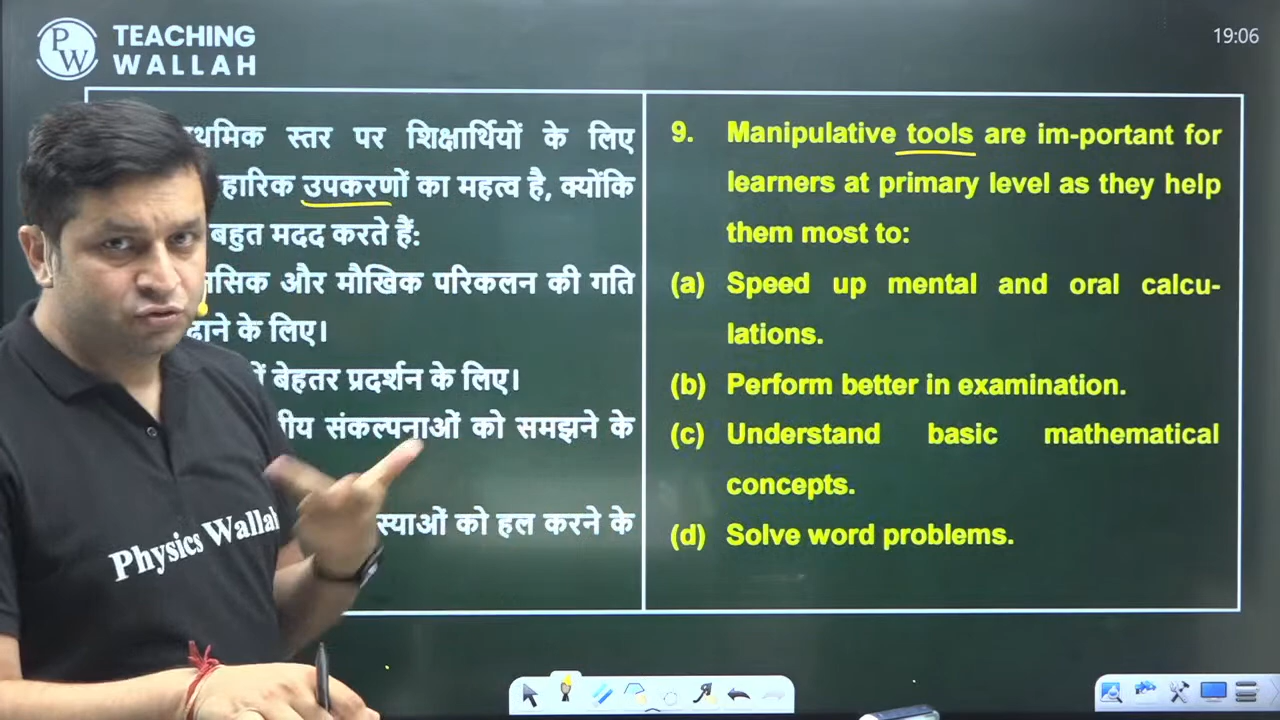 PW
TEACHING
WALLAH
19:06
स्तर पर शिक्षार्थियों के लिए
उपकरणों का महत्व है, क्योंकि
बहुत मदद करते हैं:
और मौखिक परिकलन की गति
के लिए।
बेहतर प्रदर्शन के लिए।
संकल्पनाओं को समझने के
को हल करने के
9. Manipulative tools are im-portant for
learners at primary level as they help
them most to:
(a) Speed up mental and oral calcu-
lations.
(b) Perform better in examination.
(c) Understand basic mathematical
concepts.
(d) Solve word problems.
Physics Wallah